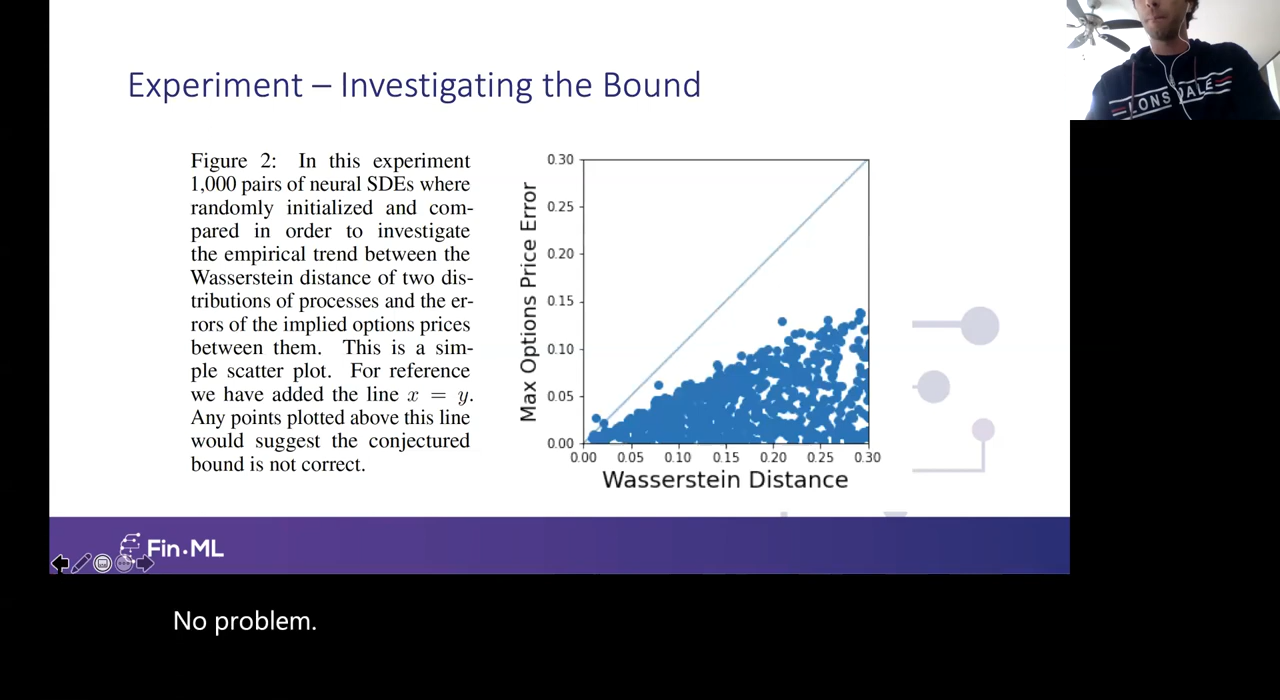 LONSDALE
Experiment – Investigating the Bound
Figure 2: In this experiment
1,000 pairs of neural SDEs where
randomly initialized and com-
pared in order to investigate
the empirical trend between the
Wasserstein distance of two dis-
tributions of processes and the er-
rors of the implied options prices
between them. This is a sim-
ple scatter plot. For reference
we have added the line x = y.
Any points plotted above this line
would suggest the conjectured
bound is not correct.
Max Options Price Error
0.30
0.25
0.20
0.15
0.10
0.05
0.00
0.00 0.05 0.10 0.15 0.20 0.25 0.30
Wasserstein Distance
Fin·ML
No problem.